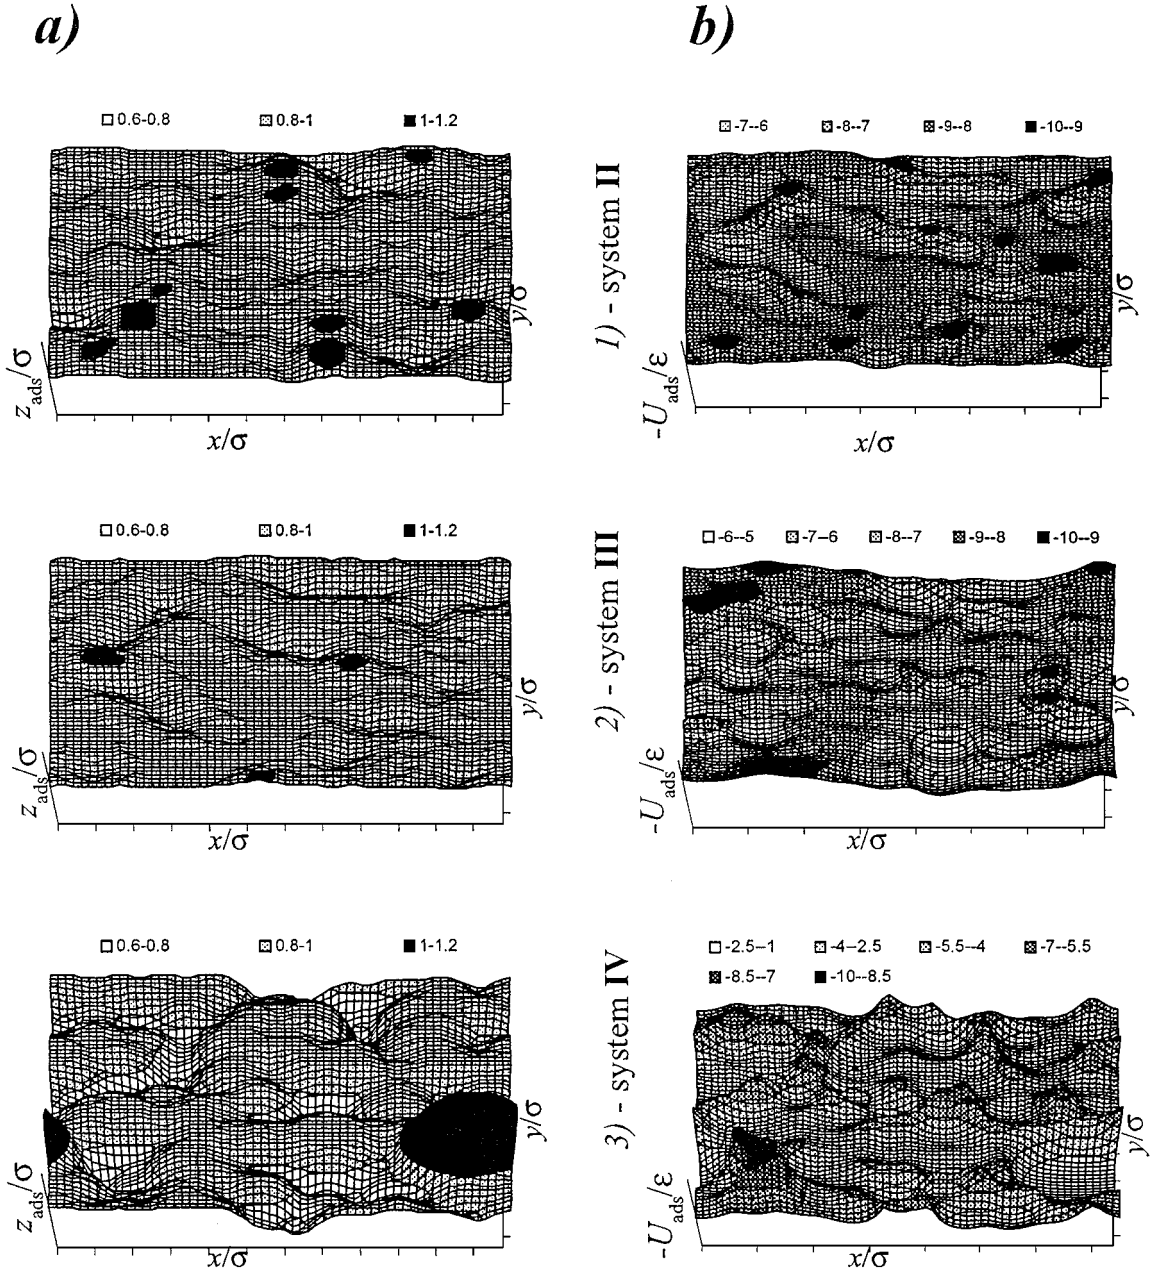 a)
b)
0.6-0.8 0.8-1 1-1.2
z_ads/σ
x/σ
y/σ
1) - system II
-7--6 -8--7 -9--8 -10--9
-U_ads/ε
x/σ
y/σ
0.6-0.8 0.8-1 1-1.2
z_ads/σ
x/σ
y/σ
2) - system III
-6--5 -7--6 -8--7 -9--8 -10--9
-U_ads/ε
x/σ
y/σ
0.6-0.8 0.8-1 1-1.2
z_ads/σ
x/σ
y/σ
3) - system IV
-2.5--1 -4--2.5 -5.5--4 -7--5.5
-8.5--7 -10--8.5
-U_ads/ε
x/σ
y/σ